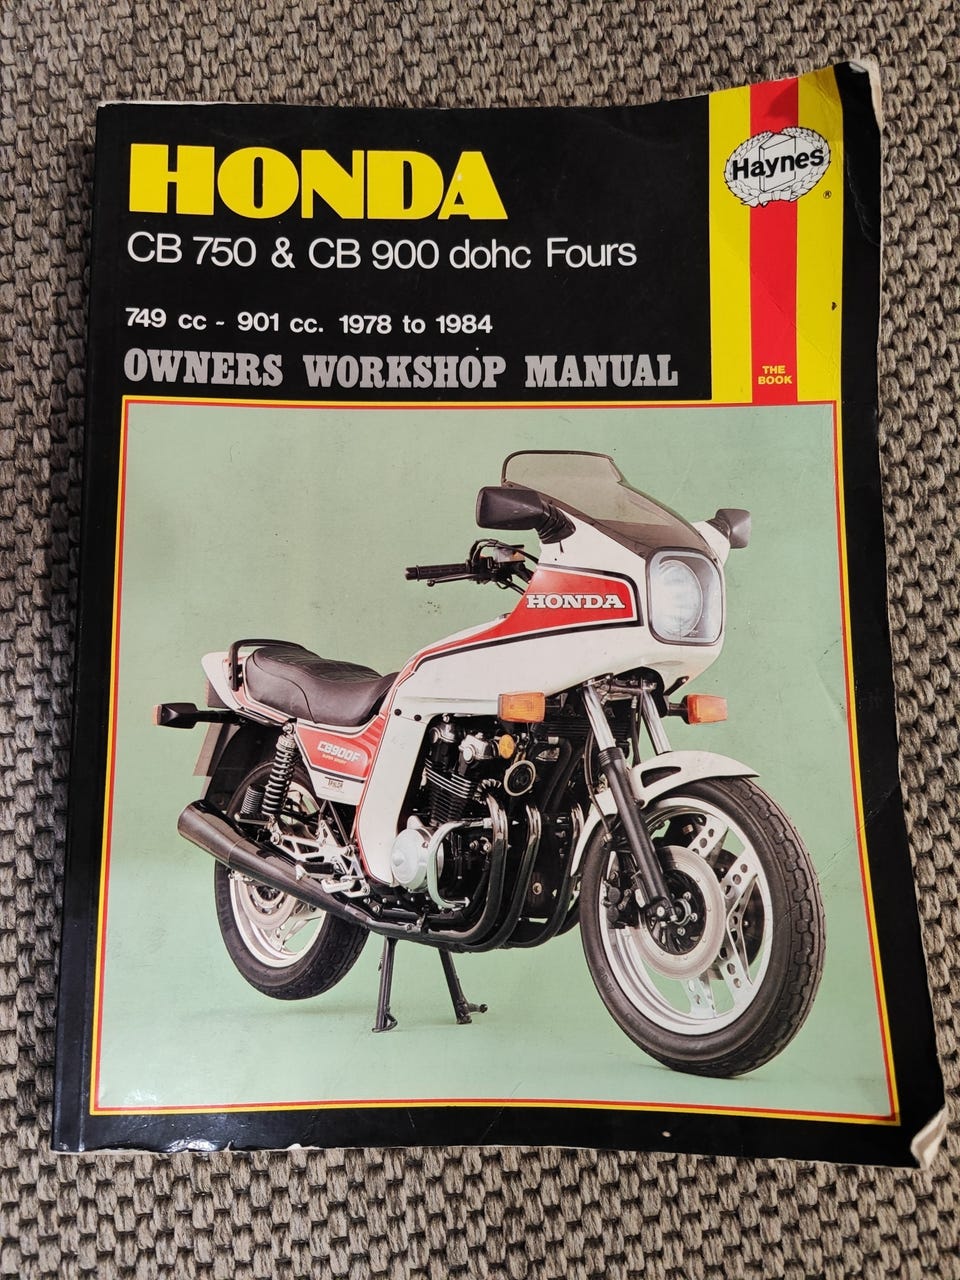 HONDA
CB 750 & CB 900 dohc Fours
749 cc - 901 cc. 1978 to 1984
OWNERS WORKSHOP MANUAL
Haynes
®
THE
BOOK
HONDA
CB900F